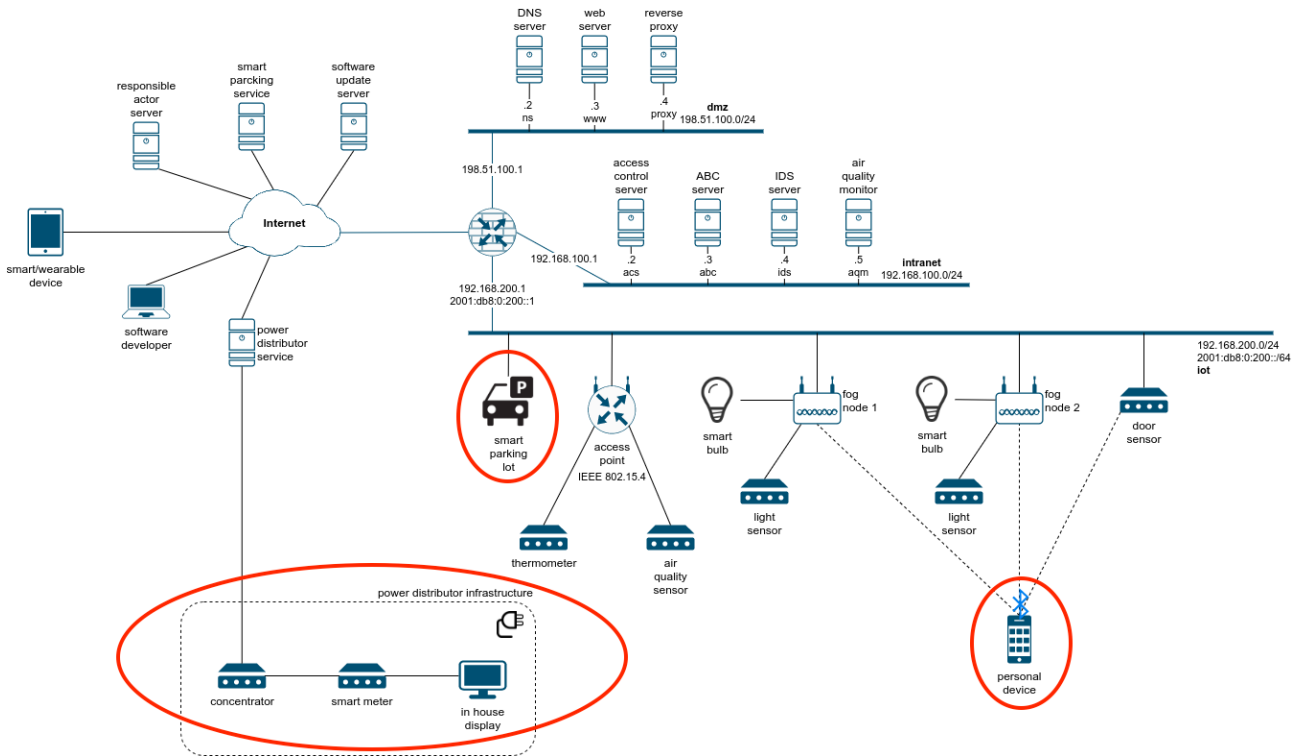 DNS
server
web
server
reverse
proxy
.2
ns
.3
www
.4
proxy
dmz
198.51.100.0/24
responsible
actor
server
smart
parcking
service
software
update
server
198.51.100.1
Internet
smart/wearable
device
software
developer
power
distributor
service
access
control
server
ABC
server
IDS
server
air
quality
monitor
.2
acs
.3
abc
.4
ids
.5
aqm
intranet
192.168.100.0/24
192.168.100.1
192.168.200.1
2001:db8:0:200::1
192.168.200.0/24
2001:db8:0:200::/64
iot
P
smart
parking
lot
access
point
IEEE 802.15.4
smart
bulb
fog
node 1
smart
bulb
fog
node 2
door
sensor
thermometer
air
quality
sensor
light
sensor
light
sensor
power distributor infrastructure
concentrator
smart meter
in house
display
personal
device